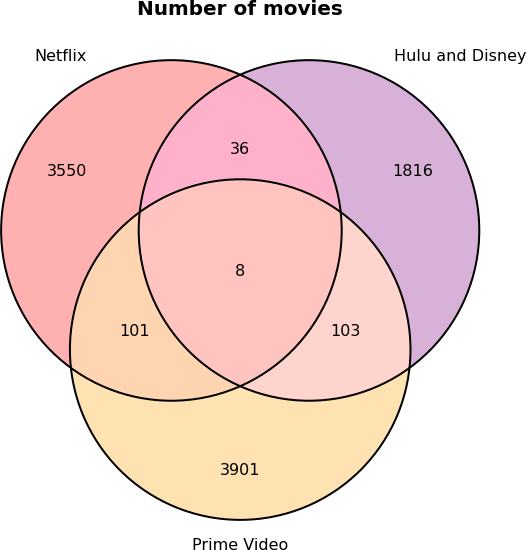 Number of movies
Netflix
Hulu and Disney
36
3550
1816
8
101
103
3901
Prime Video